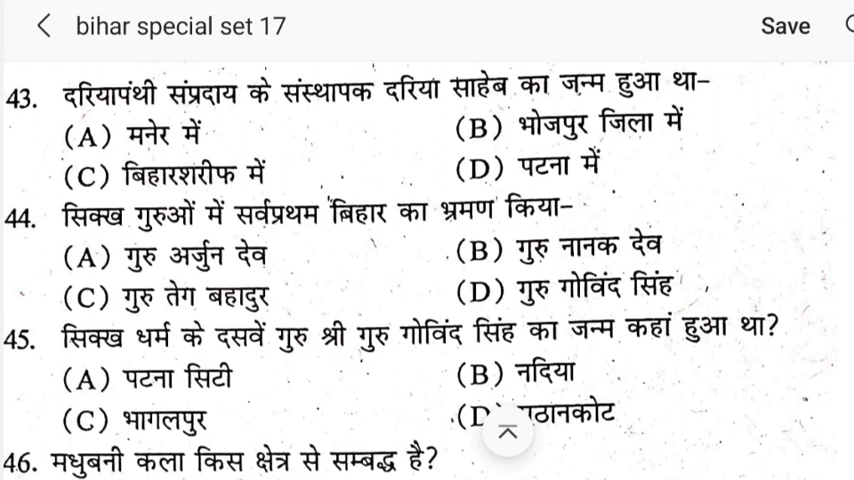 bihar special set 17
Save
43. दरियापंथी संप्रदाय के संस्थापक दरिया साहेब का जन्म हुआ था–
(A) मनेर में (B) भोजपुर जिला में
(C) बिहारशरीफ में (D) पटना में
44. सिक्ख गुरुओं में सर्वप्रथम बिहार का भ्रमण किया–
(A) गुरु अर्जुन देव (B) गुरु नानक देव
(C) गुरु तेग बहादुर (D) गुरु गोविंद सिंह
45. सिक्ख धर्म के दसवें गुरु श्री गुरु गोविंद सिंह का जन्म कहां हुआ था?
(A) पटना सिटी (B) नदिया
(C) भागलपुर (D
46. मधुबनी कला किस क्षेत्र से सम्बद्ध है?